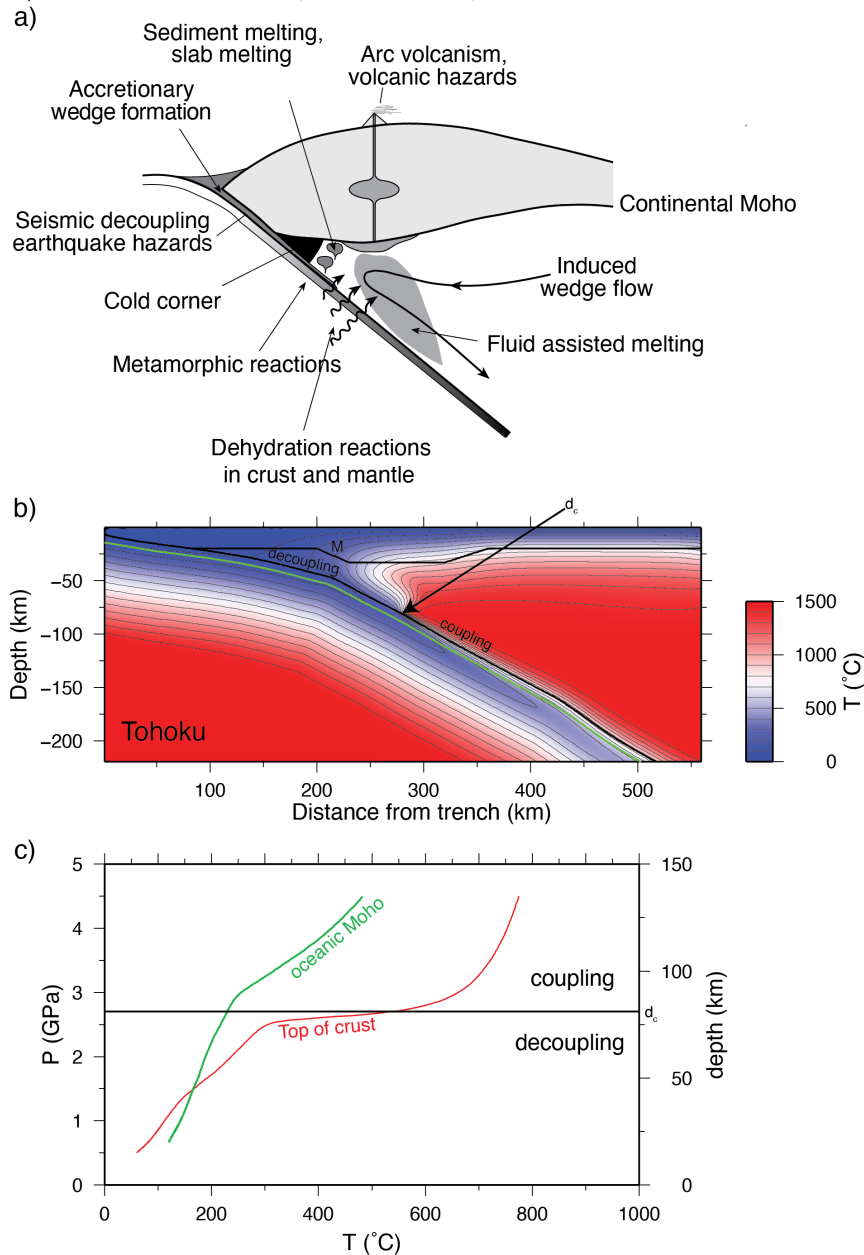 a)
Sediment melting,
slab melting
Arc volcanism,
volcanic hazards
Accretionary
wedge formation
Continental Moho
Seismic decoupling
earthquake hazards
Induced
wedge flow
Cold corner
Fluid assisted melting
Metamorphic reactions
Dehydration reactions
in crust and mantle
b)
d_c
M
decoupling
coupling
Tohoku
−50
−100
−150
−200
Depth (km)
100
200
300
400
500
Distance from trench (km)
1500
1000
500
0
T (˚C)
c)
5
4
3
2
1
0
P (GPa)
oceanic Moho
Top of crust
coupling
decoupling
150
100
d_c
50
0
depth (km)
0
200
400
600
800
1000
T (˚C)